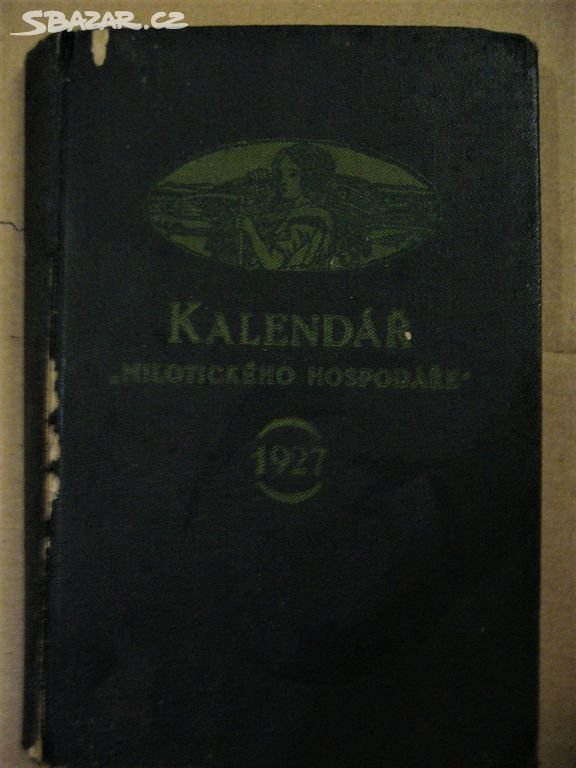 SBAZAR.CZ
KALENDÁŘ
„MILOTICKÉHO HOSPODÁŘE“
1927